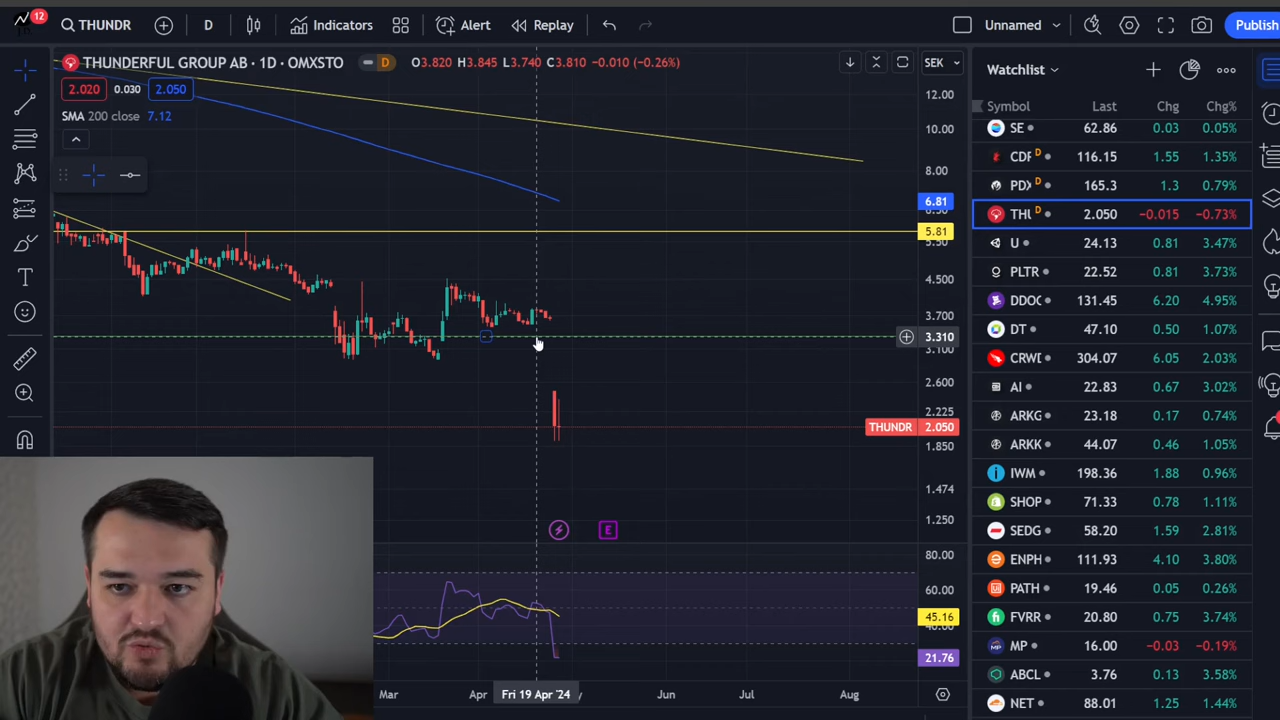 12
THUNDR
D
Indicators
Alert
Replay
Unnamed
Publish
THUNDERFUL GROUP AB · 1D · OMXSTO
D
O3.820 H3.845 L3.740 C3.810 −0.010 (−0.26%)
SEK
2.020 0.030 2.050
SMA 200 close 7.12
12.00
10.00
8.00
6.81
5.81
5.50
4.500
3.700
3.310
3.100
2.600
2.225
THUNDR 2.050
1.850
1.474
1.250
E
80.00
60.00
45.16
21.76
Mar
Apr
Fri 19 Apr '24
Jun
Jul
Aug
Watchlist
Symbol Last Chg Chg%
SE 62.86 0.03 0.05%
CDF D 116.15 1.55 1.35%
PDX D 165.3 1.3 0.79%
THU D 2.050 −0.015 −0.73%
U 24.13 0.81 3.47%
PLTR 22.52 0.81 3.73%
DDOG 131.45 6.20 4.95%
DT 47.10 0.50 1.07%
CRWD 304.07 6.05 2.03%
AI 22.83 0.67 3.02%
ARKG 23.18 0.17 0.74%
ARKK 44.07 0.46 1.05%
IWM 198.36 1.88 0.96%
SHOP 71.33 0.78 1.11%
SEDG 58.20 1.59 2.81%
ENPH 111.93 4.10 3.80%
PATH 19.46 0.05 0.26%
FVRR 20.80 0.75 3.74%
MP 16.00 −0.03 −0.19%
ABCL 3.76 0.13 3.58%
NET 88.01 1.25 1.44%